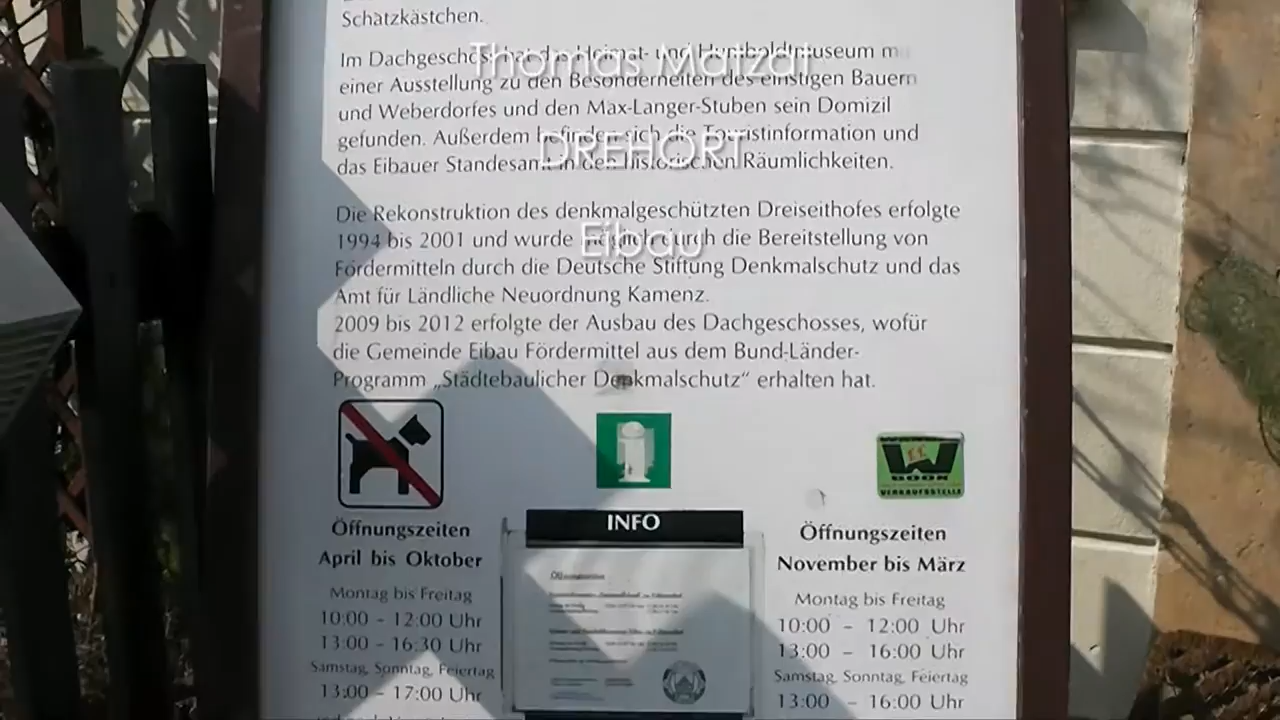 Schatzkästchen.
Im Dachgeschoss hat das Heimat- und Humboldtmuseum m
einer Ausstellung zu den Besonderheiten des einstigen Bauern
und Weberdorfes und den Max-Langer-Stuben sein Domizil
gefunden. Außerdem befinden sich die Touristinformation und
das Eibauer Standesamt in den historischen Räumlichkeiten.
Thomas Matzat
DREHORT
Eibau
Die Rekonstruktion des denkmalgeschützten Dreiseithofes erfolgte
1994 bis 2001 und wurde möglich durch die Bereitstellung von
Fördermitteln durch die Deutsche Stiftung Denkmalschutz und das
Amt für Ländliche Neuordnung Kamenz.
2009 bis 2012 erfolgte der Ausbau des Dachgeschosses, wofür
die Gemeinde Eibau Fördermittel aus dem Bund-Länder-
Programm „Städtebaulicher Denkmalschutz“ erhalten hat.
Öffnungszeiten
April bis Oktober
Montag bis Freitag
10:00 - 12:00 Uhr
13:00 - 16:30 Uhr
Samstag, Sonntag, Feiertag
13:00 - 17:00 Uhr
INFO
Öffnungszeiten
W
BOON
VERKAUFSSTELLE
Öffnungszeiten
November bis März
Montag bis Freitag
10:00 - 12:00 Uhr
13:00 - 16:00 Uhr
Samstag, Sonntag, Feiertag
13:00 - 16:00 Uhr